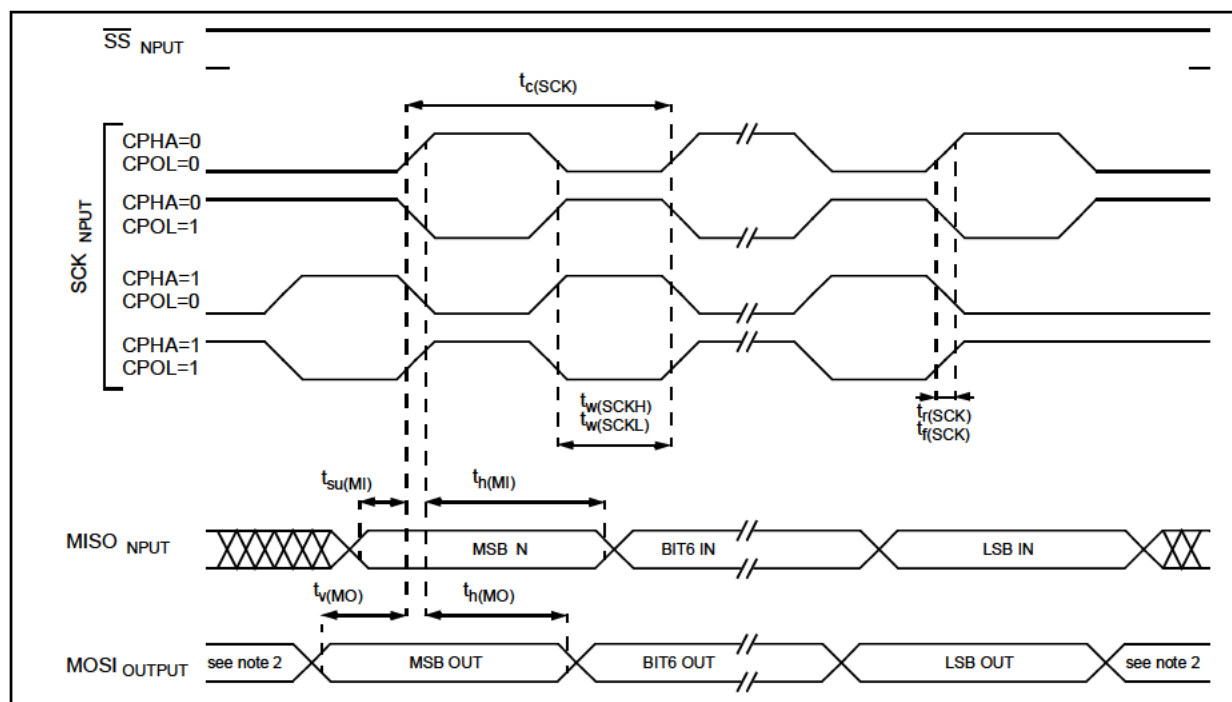 SS NPUT
tc(SCK)
CPHA=0
CPOL=0
CPHA=0
CPOL=1
SCK NPUT
CPHA=1
CPOL=0
CPHA=1
CPOL=1
tw(SCKH)
tw(SCKL)
tr(SCK)
tf(SCK)
tsu(MI)
th(MI)
MISO NPUT
MSB N
BIT6 IN
LSB IN
tv(MO)
th(MO)
MOSI OUTPUT
see note 2
MSB OUT
BIT6 OUT
LSB OUT
see note 2